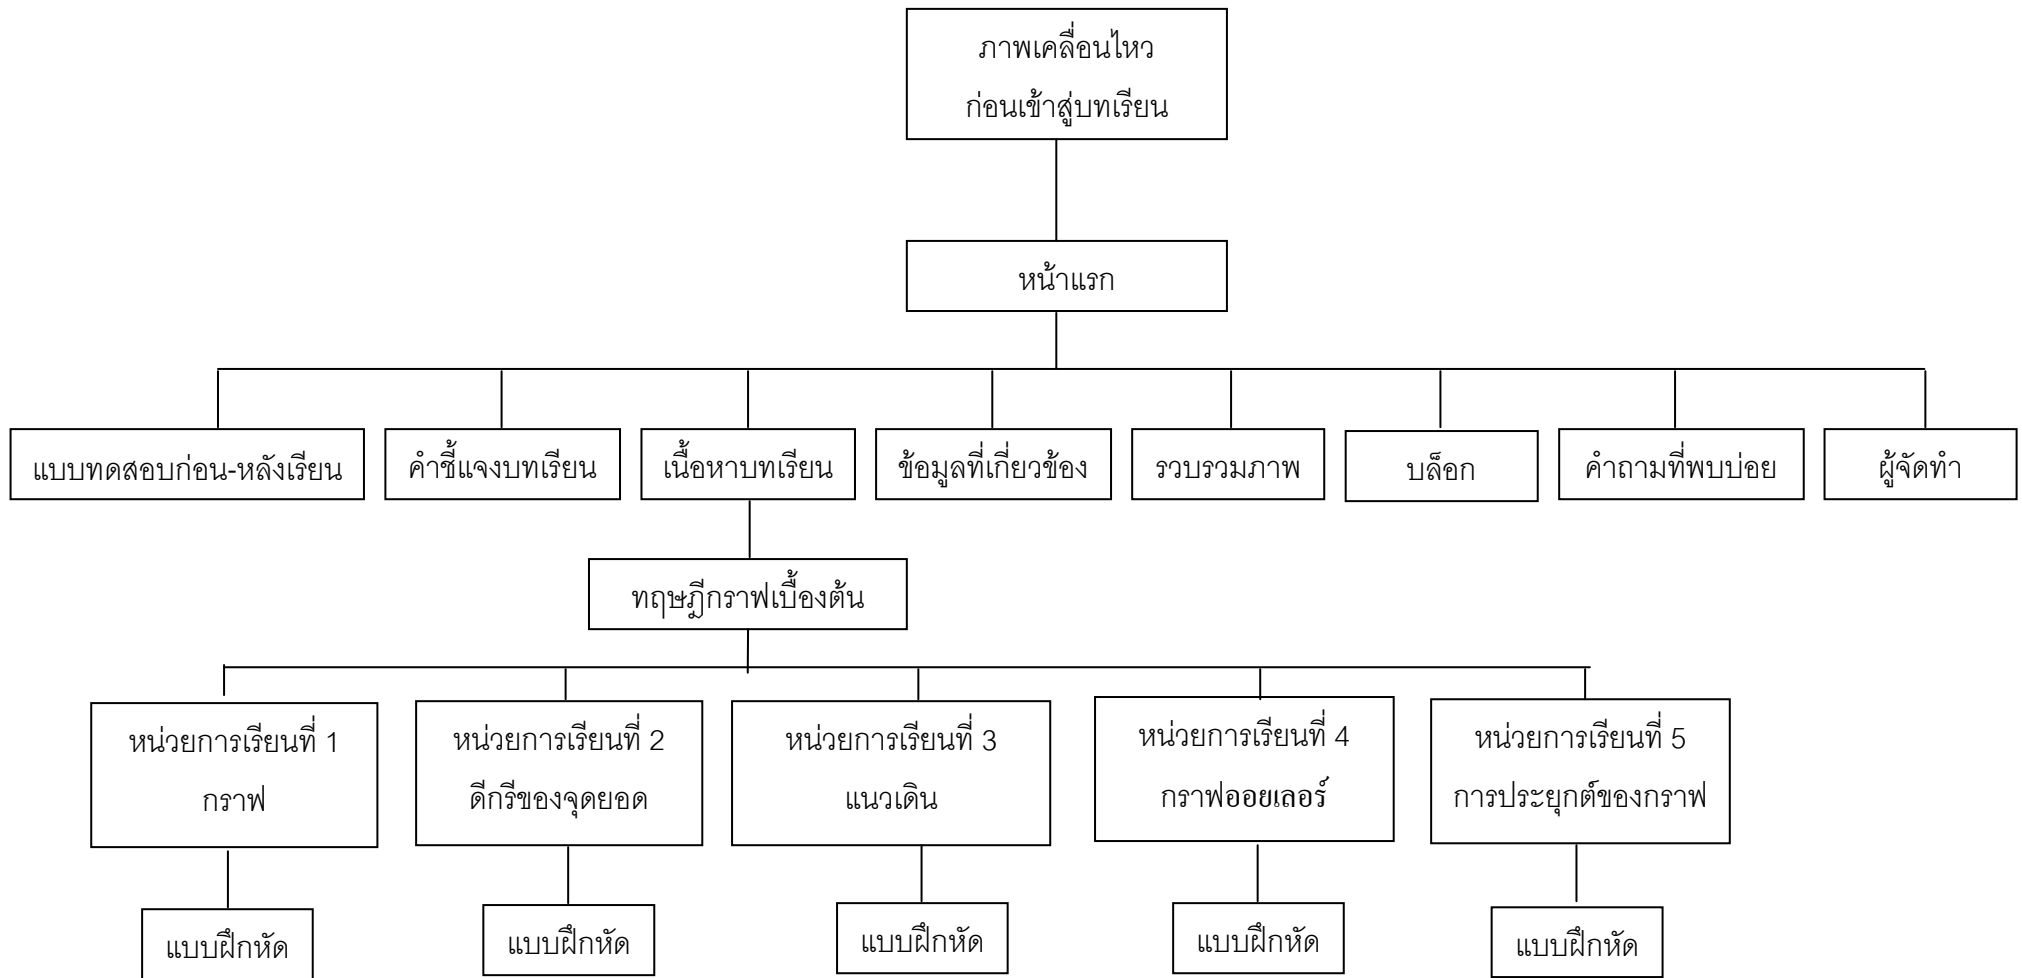 ภาพเคลื่อนไหว
ก่อนเข้าสู่บทเรียน
หน้าแรก
แบบทดสอบก่อน-หลังเรียน
คำชี้แจงบทเรียน
เนื้อหาบทเรียน
ข้อมูลที่เกี่ยวข้อง
รวบรวมภาพ
บล็อก
คำถามที่พบบ่อย
ผู้จัดทำ
ทฤษฎีกราฟเบื้องต้น
หน่วยการเรียนที่ 1
กราฟ
หน่วยการเรียนที่ 2
ดีกรีของจุดยอด
หน่วยการเรียนที่ 3
แนวเดิน
หน่วยการเรียนที่ 4
กราฟออยเลอร์
หน่วยการเรียนที่ 5
การประยุกต์ของกราฟ
แบบฝึกหัด
แบบฝึกหัด
แบบฝึกหัด
แบบฝึกหัด
แบบฝึกหัด